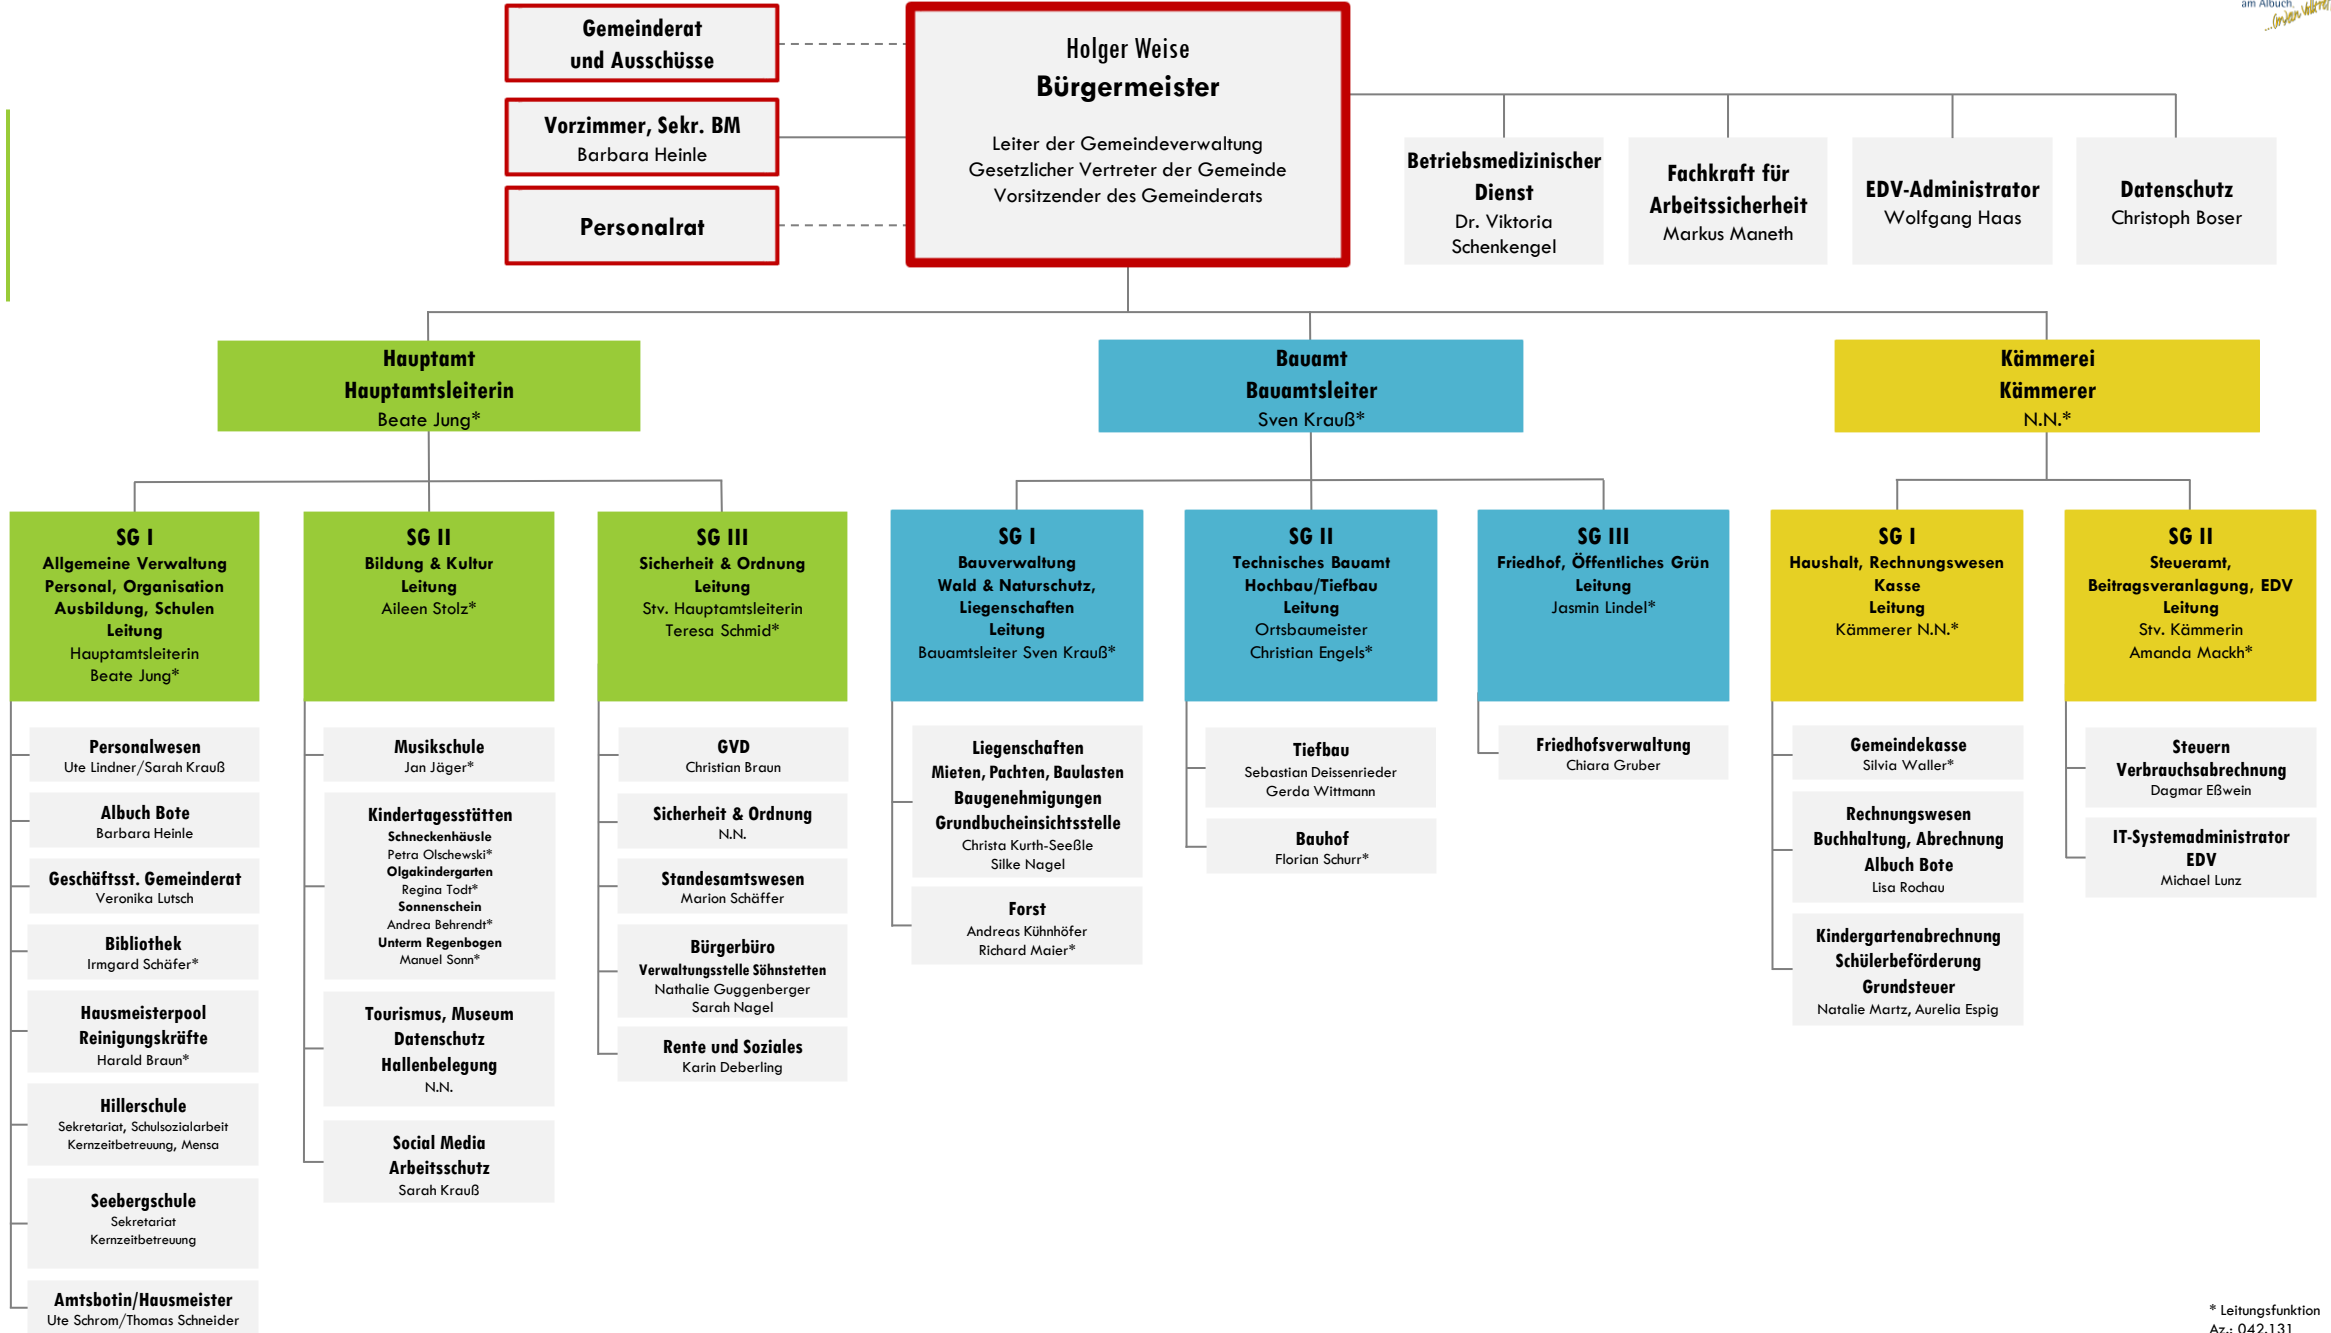 am Albuch
Gemeinderat
und Ausschüsse
Vorzimmer, Sekr. BM
Barbara Heinle
Personalrat
Holger Weise
Bürgermeister
Leiter der Gemeindeverwaltung
Gesetzlicher Vertreter der Gemeinde
Vorsitzender des Gemeinderats
Betriebsmedizinischer
Dienst
Dr. Viktoria
Schenkengel
Fachkraft für
Arbeitssicherheit
Markus Maneth
EDV-Administrator
Wolfgang Haas
Datenschutz
Christoph Boser
Hauptamt
Hauptamtsleiterin
Beate Jung*
Bauamt
Bauamtsleiter
Sven Krauß*
Kämmerei
Kämmerer
N.N.*
SG I
Allgemeine Verwaltung
Personal, Organisation
Ausbildung, Schulen
Leitung
Hauptamtsleiterin
Beate Jung*
SG II
Bildung & Kultur
Leitung
Aileen Stolz*
SG III
Sicherheit & Ordnung
Leitung
Stv. Hauptamtsleiterin
Teresa Schmid*
SG I
Bauverwaltung
Wald & Naturschutz,
Liegenschaften
Leitung
Bauamtsleiter Sven Krauß*
SG II
Technisches Bauamt
Hochbau/Tiefbau
Leitung
Ortsbaumeister
Christian Engels*
SG III
Friedhof, Öffentliches Grün
Leitung
Jasmin Lindel*
SG I
Haushalt, Rechnungswesen
Kasse
Leitung
Kämmerer N.N.*
SG II
Steueramt,
Beitragsveranlagung, EDV
Leitung
Stv. Kämmerin
Amanda Mackh*
Personalwesen
Ute Lindner/Sarah Krauß
Albuch Bote
Barbara Heinle
Geschäftsst. Gemeinderat
Veronika Lutsch
Bibliothek
Irmgard Schäfer*
Hausmeisterpool
Reinigungskräfte
Harald Braun*
Hillerschule
Sekretariat, Schulsozialarbeit
Kernzeitbetreuung, Mensa
Seebergschule
Sekretariat
Kernzeitbetreuung
Amtsbotin/Hausmeister
Ute Schrom/Thomas Schneider
Musikschule
Jan Jäger*
Kindertagesstätten
Schneckenhäusle
Petra Olschewski*
Olgakindergarten
Regina Todt*
Sonnenschein
Andrea Behrendt*
Unterm Regenbogen
Manuel Sonn*
Tourismus, Museum
Datenschutz
Hallenbelegung
N.N.
Social Media
Arbeitsschutz
Sarah Krauß
GVD
Christian Braun
Sicherheit & Ordnung
N.N.
Standesamtswesen
Marion Schäffer
Bürgerbüro
Verwaltungsstelle Söhnstetten
Nathalie Guggenberger
Sarah Nagel
Rente und Soziales
Karin Deberling
Liegenschaften
Mieten, Pachten, Baulasten
Baugenehmigungen
Grundbucheinsichtsstelle
Christa Kurth-Seeßle
Silke Nagel
Forst
Andreas Kühnhöfer
Richard Maier*
Tiefbau
Sebastian Deissenrieder
Gerda Wittmann
Bauhof
Florian Schurr*
Friedhofsverwaltung
Chiara Gruber
Gemeindekasse
Silvia Waller*
Rechnungswesen
Buchhaltung, Abrechnung
Albuch Bote
Lisa Rochau
Kindergartenabrechnung
Schülerbeförderung
Grundsteuer
Natalie Martz, Aurelia Espig
Steuern
Verbrauchsabrechnung
Dagmar Eßwein
IT-Systemadministrator
EDV
Michael Lunz
* Leitungsfunktion
Az.: 042.131